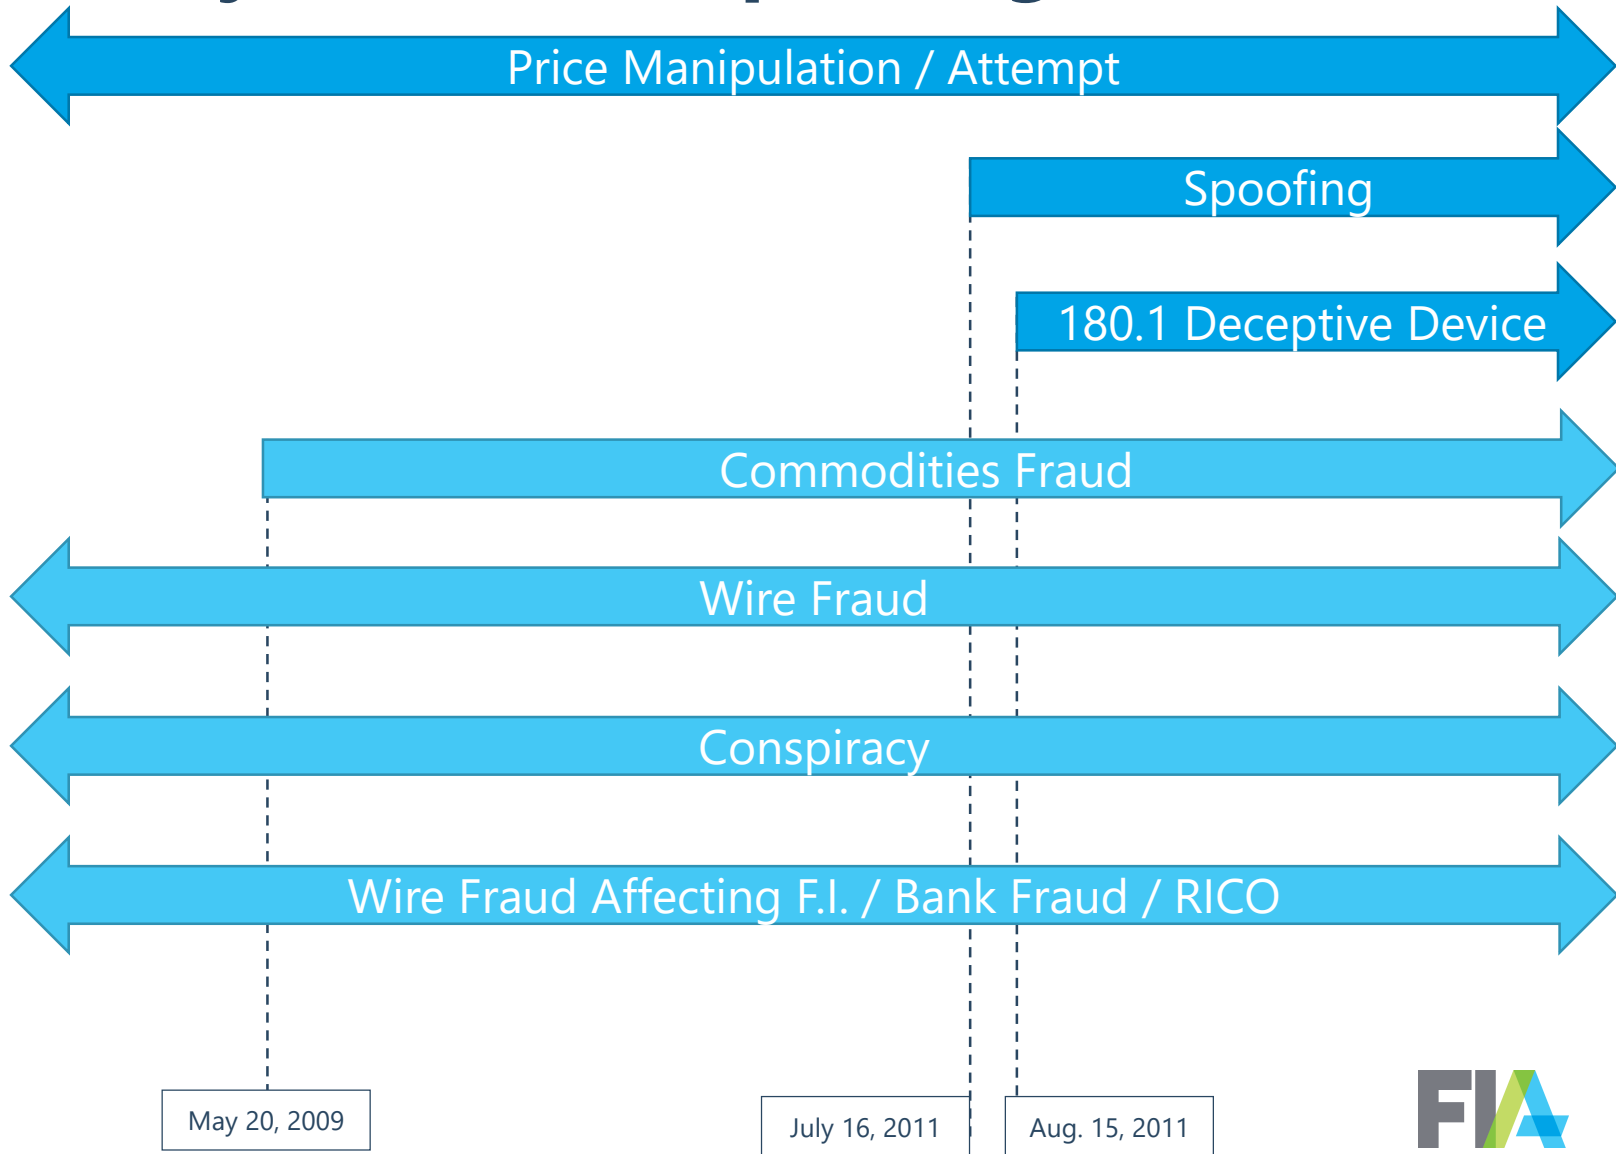 Price Manipulation / Attempt
Spoofing
180.1 Deceptive Device
Commodities Fraud
Wire Fraud
Conspiracy
Wire Fraud Affecting F.I. / Bank Fraud / RICO
May 20, 2009
July 16, 2011
Aug. 15, 2011
FIA